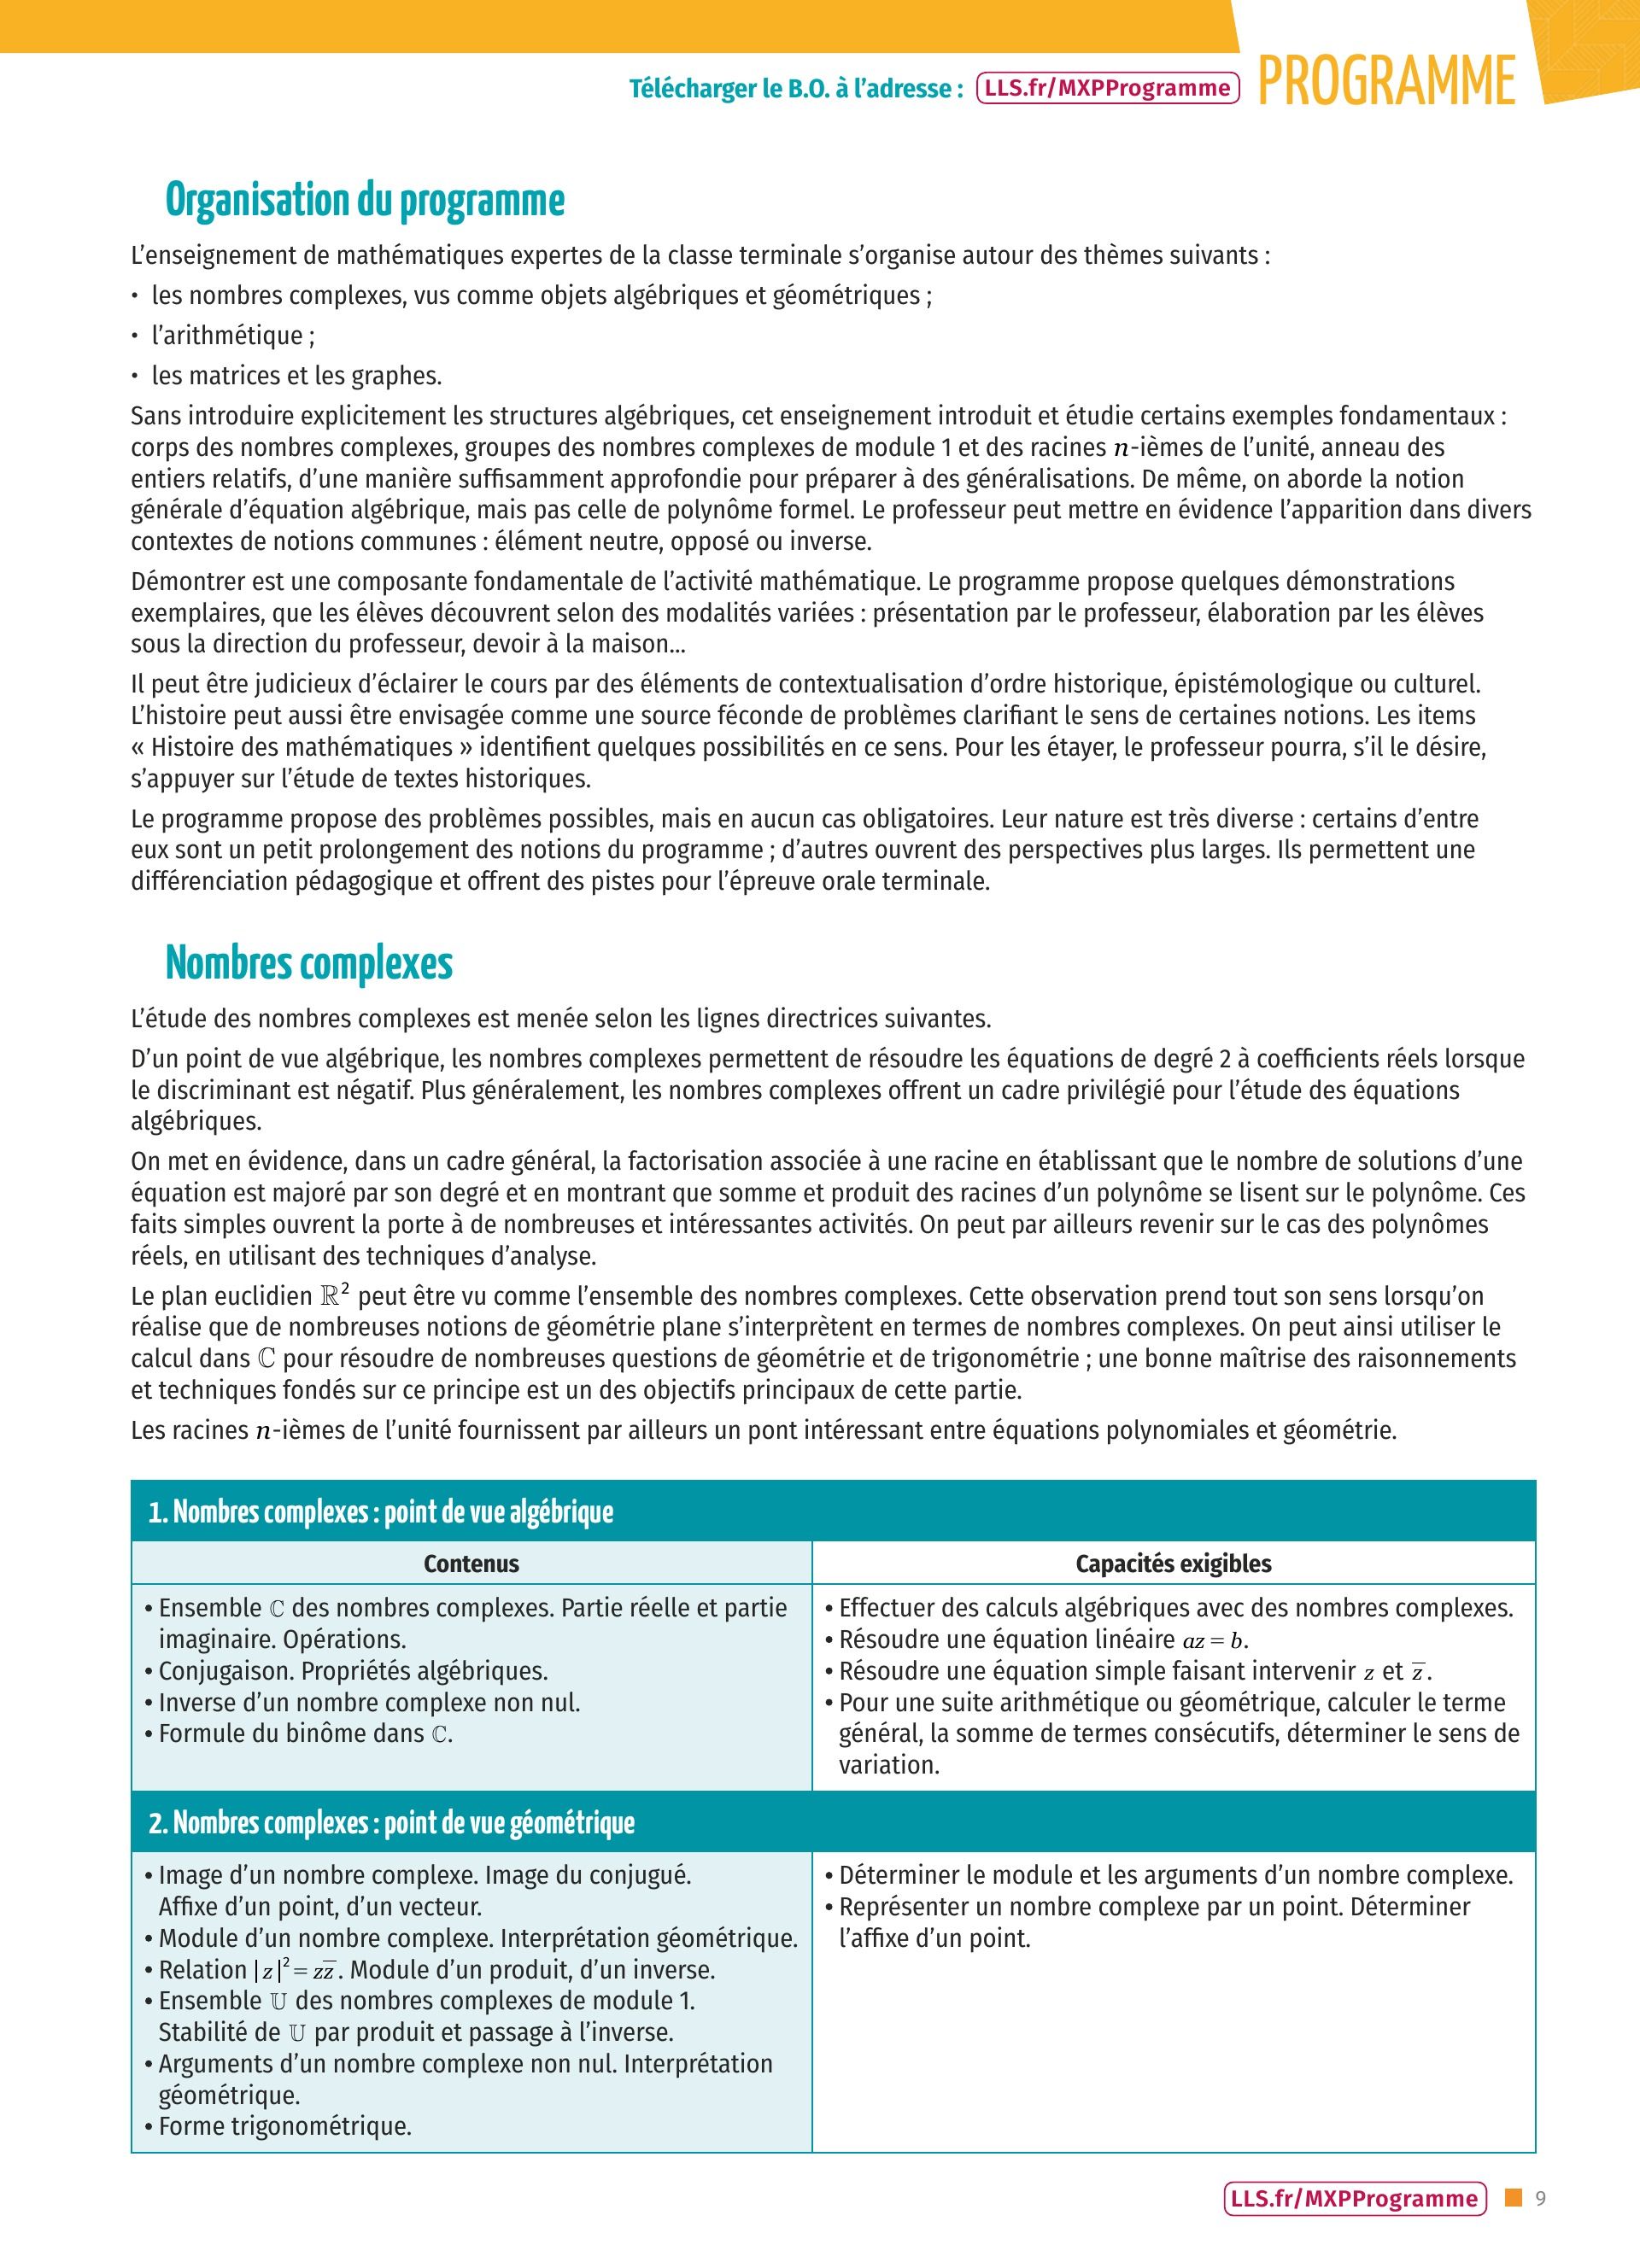 Télécharger le B.O. à l’adresse : LLS.fr/MXPProgramme PROGRAMME
Organisation du programme
L’enseignement de mathématiques expertes de la classe terminale s’organise autour des thèmes suivants :
• les nombres complexes, vus comme objets algébriques et géométriques ;
• l’arithmétique ;
• les matrices et les graphes.
Sans introduire explicitement les structures algébriques, cet enseignement introduit et étudie certains exemples fondamentaux :
corps des nombres complexes, groupes des nombres complexes de module 1 et des racines n-ièmes de l’unité, anneau des
entiers relatifs, d’une manière suffisamment approfondie pour préparer à des généralisations. De même, on aborde la notion
générale d’équation algébrique, mais pas celle de polynôme formel. Le professeur peut mettre en évidence l’apparition dans divers
contextes de notions communes : élément neutre, opposé ou inverse.
Démontrer est une composante fondamentale de l’activité mathématique. Le programme propose quelques démonstrations
exemplaires, que les élèves découvrent selon des modalités variées : présentation par le professeur, élaboration par les élèves
sous la direction du professeur, devoir à la maison…
Il peut être judicieux d’éclairer le cours par des éléments de contextualisation d’ordre historique, épistémologique ou culturel.
L’histoire peut aussi être envisagée comme une source féconde de problèmes clarifiant le sens de certaines notions. Les items
« Histoire des mathématiques » identifient quelques possibilités en ce sens. Pour les étayer, le professeur pourra, s’il le désire,
s’appuyer sur l’étude de textes historiques.
Le programme propose des problèmes possibles, mais en aucun cas obligatoires. Leur nature est très diverse : certains d’entre
eux sont un petit prolongement des notions du programme ; d’autres ouvrent des perspectives plus larges. Ils permettent une
différenciation pédagogique et offrent des pistes pour l’épreuve orale terminale.
Nombres complexes
L’étude des nombres complexes est menée selon les lignes directrices suivantes.
D’un point de vue algébrique, les nombres complexes permettent de résoudre les équations de degré 2 à coefficients réels lorsque
le discriminant est négatif. Plus généralement, les nombres complexes offrent un cadre privilégié pour l’étude des équations
algébriques.
On met en évidence, dans un cadre général, la factorisation associée à une racine en établissant que le nombre de solutions d’une
équation est majoré par son degré et en montrant que somme et produit des racines d’un polynôme se lisent sur le polynôme. Ces
faits simples ouvrent la porte à de nombreuses et intéressantes activités. On peut par ailleurs revenir sur le cas des polynômes
réels, en utilisant des techniques d’analyse.
Le plan euclidien ℝ² peut être vu comme l’ensemble des nombres complexes. Cette observation prend tout son sens lorsqu’on
réalise que de nombreuses notions de géométrie plane s’interprètent en termes de nombres complexes. On peut ainsi utiliser le
calcul dans ℂ pour résoudre de nombreuses questions de géométrie et de trigonométrie ; une bonne maîtrise des raisonnements
et techniques fondés sur ce principe est un des objectifs principaux de cette partie.
Les racines n-ièmes de l’unité fournissent par ailleurs un pont intéressant entre équations polynomiales et géométrie.
1. Nombres complexes : point de vue algébrique
Contenus
• Ensemble ℂ des nombres complexes. Partie réelle et partie
imaginaire. Opérations.
• Conjugaison. Propriétés algébriques.
• Inverse d’un nombre complexe non nul.
• Formule du binôme dans ℂ.
Capacités exigibles
• Effectuer des calculs algébriques avec des nombres complexes.
• Résoudre une équation linéaire az = b.
• Résoudre une équation simple faisant intervenir z et z̅.
• Pour une suite arithmétique ou géométrique, calculer le terme
général, la somme de termes consécutifs, déterminer le sens de
variation.
2. Nombres complexes : point de vue géométrique
• Image d’un nombre complexe. Image du conjugué.
Affixe d’un point, d’un vecteur.
• Module d’un nombre complexe. Interprétation géométrique.
• Relation |z|² = zz̅. Module d’un produit, d’un inverse.
• Ensemble 𝕌 des nombres complexes de module 1.
Stabilité de 𝕌 par produit et passage à l’inverse.
• Arguments d’un nombre complexe non nul. Interprétation
géométrique.
• Forme trigonométrique.
• Déterminer le module et les arguments d’un nombre complexe.
• Représenter un nombre complexe par un point. Déterminer
l’affixe d’un point.
LLS.fr/MXPProgramme 9